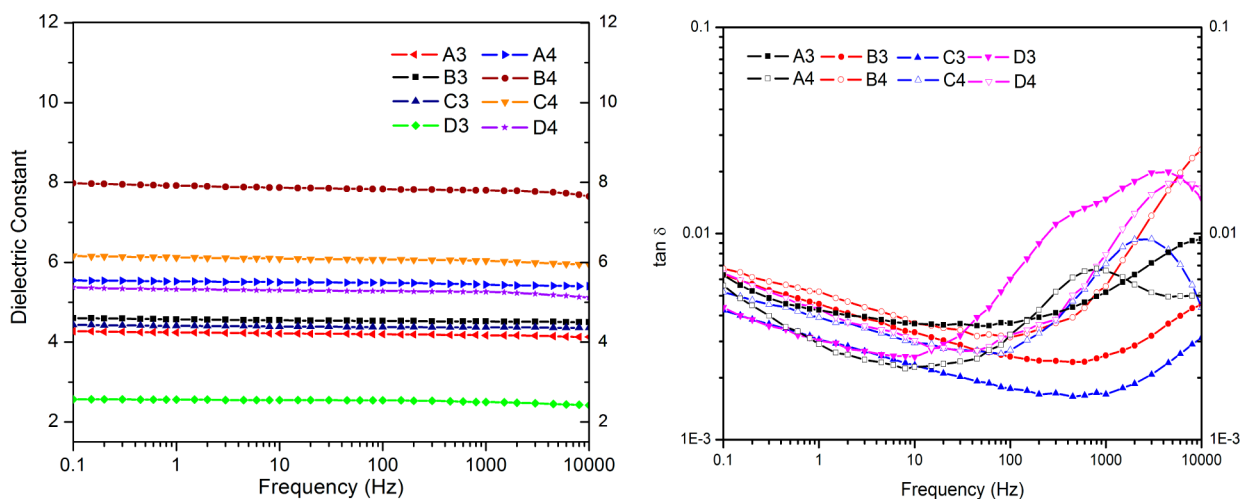 12 12
10 10
8 8
6 6
4 4
2 2
0.1 1 10 100 1000 10000
Frequency (Hz)
Dielectric Constant
A3 A4
B3 B4
C3 C4
D3 D4
0.1 0.1
0.01 0.01
1E-3 1E-3
0.1 1 10 100 1000 10000
Frequency (Hz)
tan δ
A3 B3 C3 D3
A4 B4 C4 D4